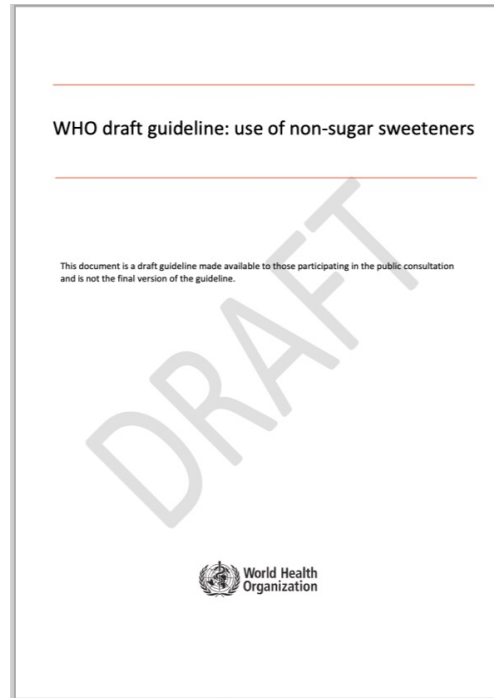 WHO draft guideline: use of non-sugar sweeteners
This document is a draft guideline made available to those participating in the public consultation
and is not the final version of the guideline.
DRAFT
World Health
Organization